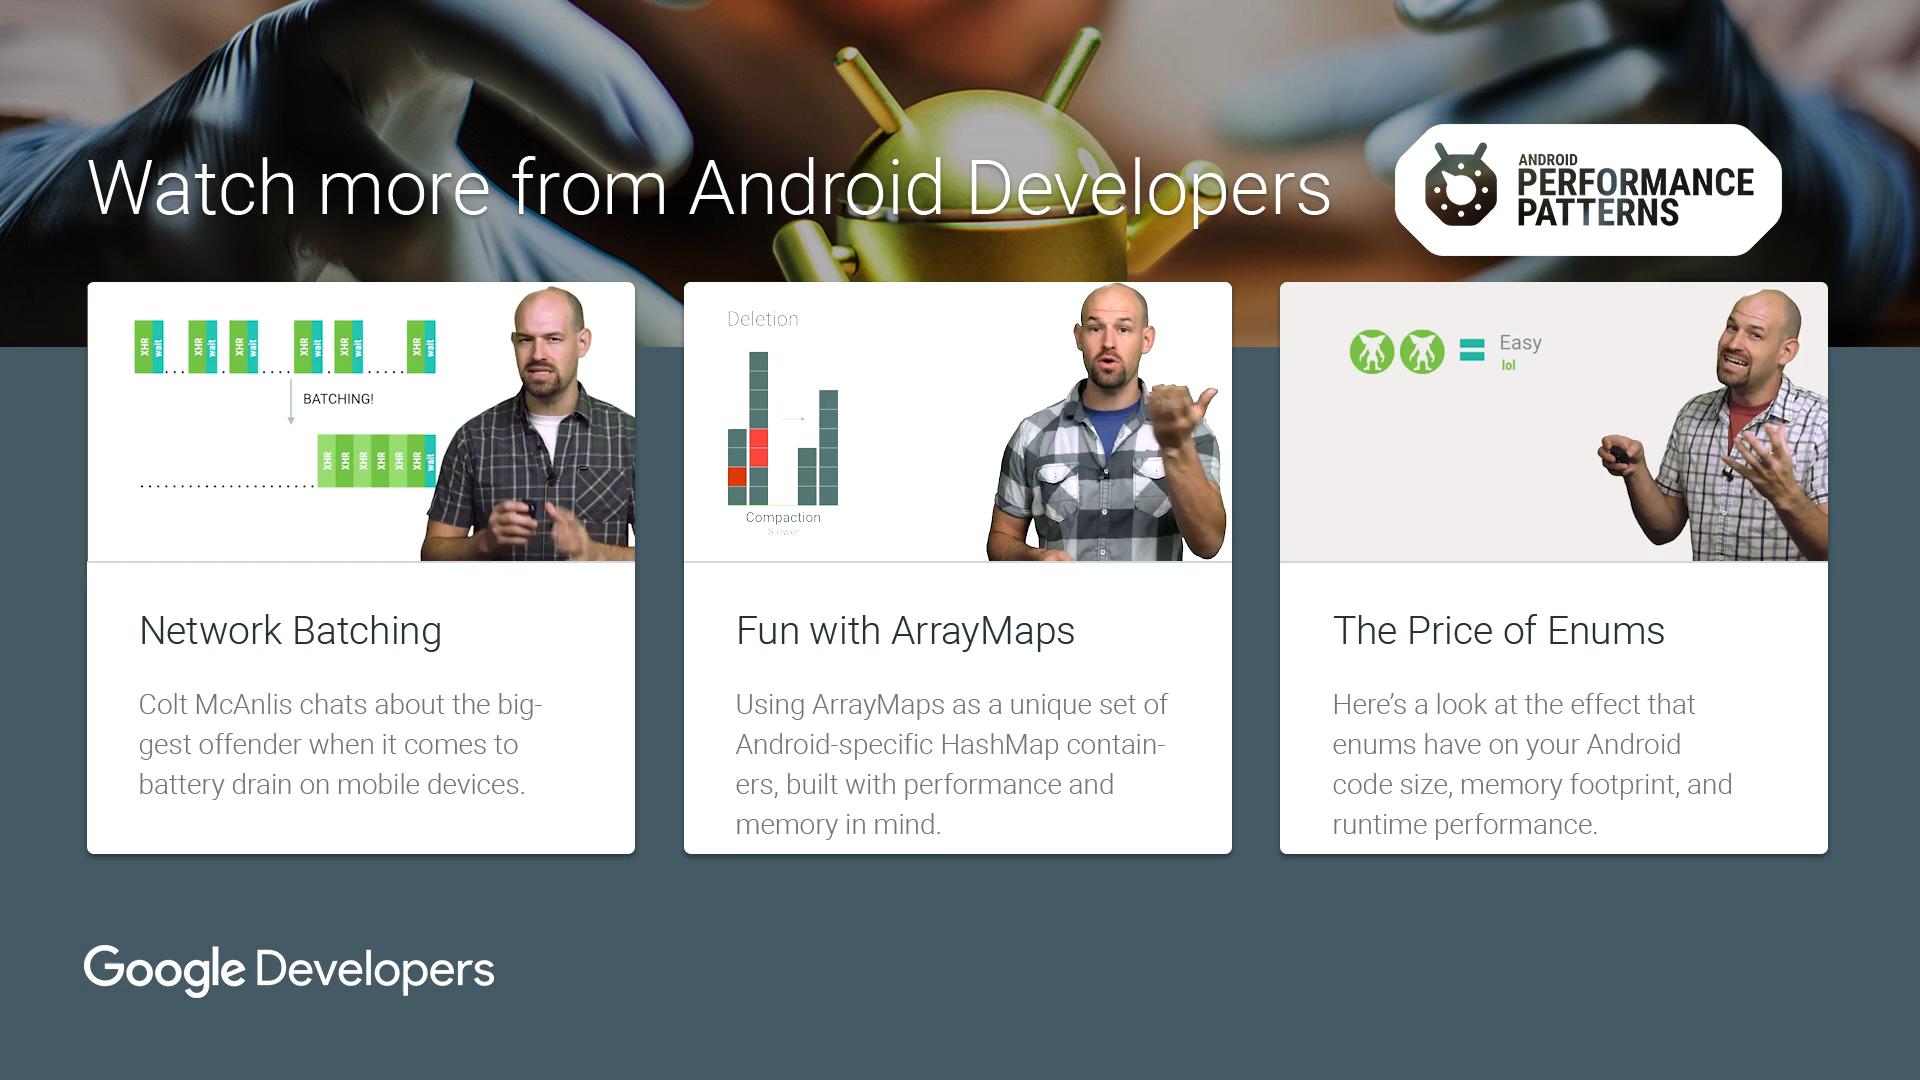 Watch more from Android Developers
ANDROID
PERFORMANCE
PATTERNS
XHR wait XHR wait XHR wait XHR wait XHR wait XHR wait
BATCHING!
XHR XHR XHR XHR XHR XHR wait
Network Batching
Colt McAnlis chats about the big-
gest offender when it comes to
battery drain on mobile devices.
Deletion
Compaction
Slower
Fun with ArrayMaps
Using ArrayMaps as a unique set of
Android-specific HashMap contain-
ers, built with performance and
memory in mind.
Easy
lol
The Price of Enums
Here’s a look at the effect that
enums have on your Android
code size, memory footprint, and
runtime performance.
Google Developers